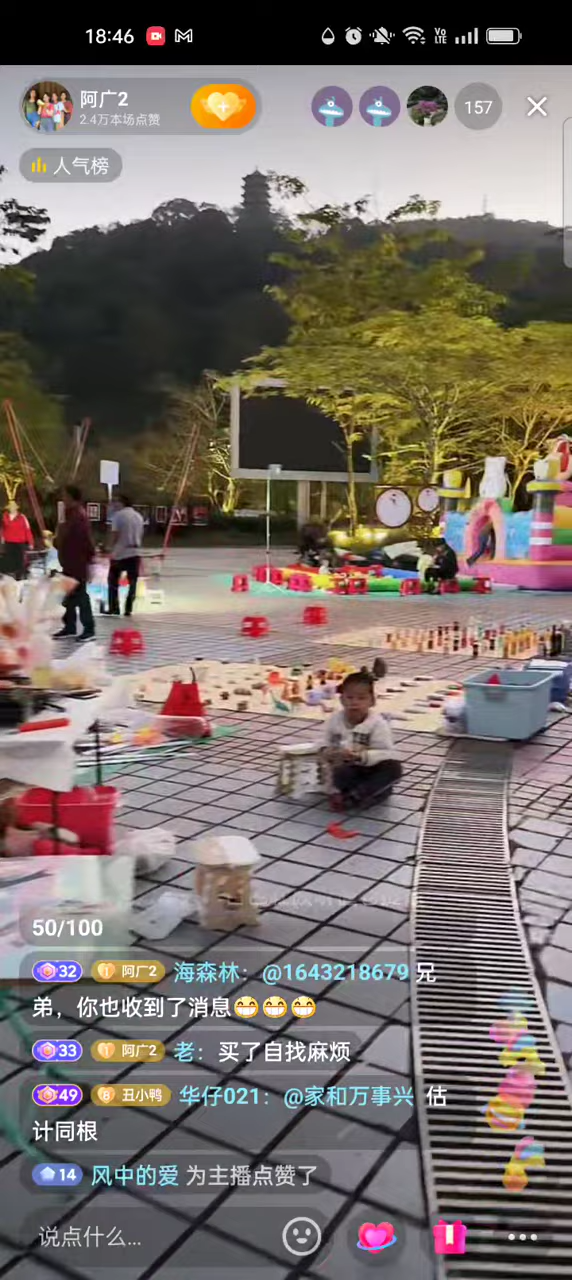 18:46
VoLTE
阿广2
2.4万本场点赞
157
人气榜
50/100
32 阿广2 海森林：@1643218679 兄
弟，你也收到了消息😁😁😁
33 阿广2 老：买了自找麻烦
49 丑小鸭 华仔021：@家和万事兴 估
计同根
14 风中的爱 为主播点赞了
说点什么...